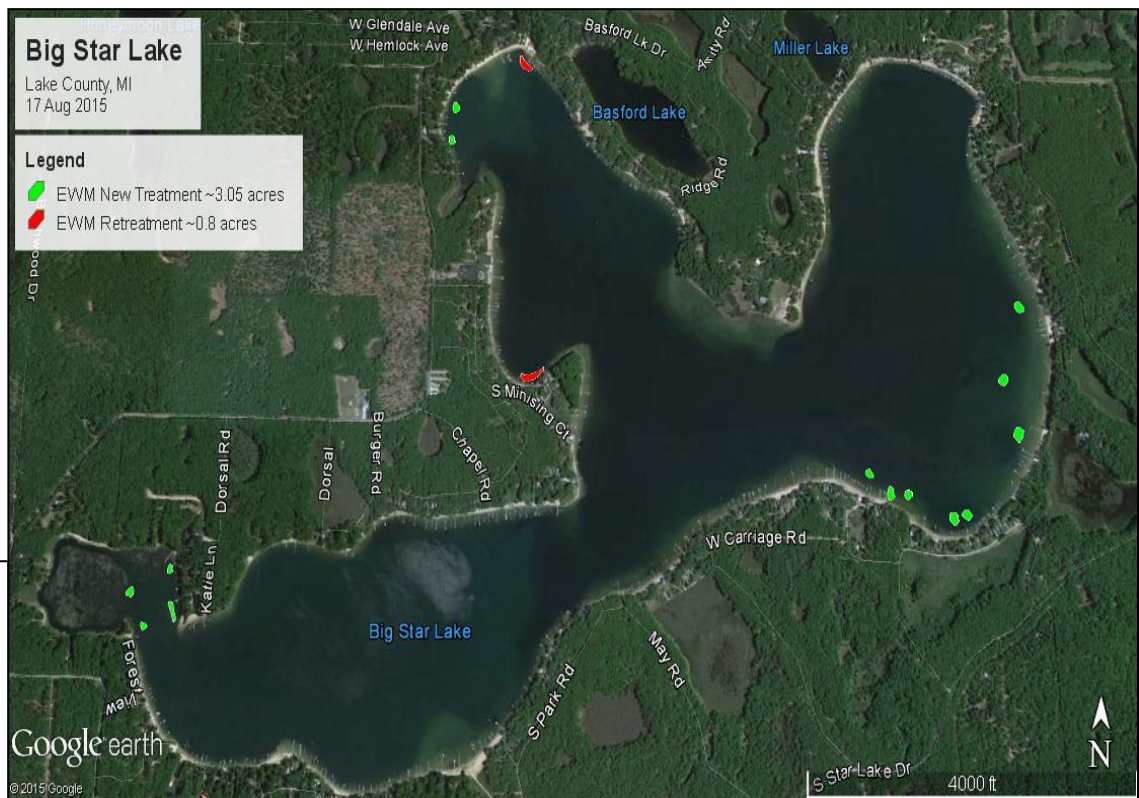 Big Star Lake
Lake County, MI
17 Aug 2015
Legend
EWM New Treatment ~3.05 acres
EWM Retreatment ~0.8 acres
W Glendale Ave
W Hemlock Ave
Basford Lk Dr
Miller Lake
Basford Lake
Ridge Rd
S Minising Ct
Dorsal Rd
Dorsal
Burger Rd
Chapel Rd
Katie Ln
W Carriage Rd
Big Star Lake
May Rd
Forest View
S Park Rd
Google earth
© 2015 Google
S Star Lake Dr
4000 ft
N